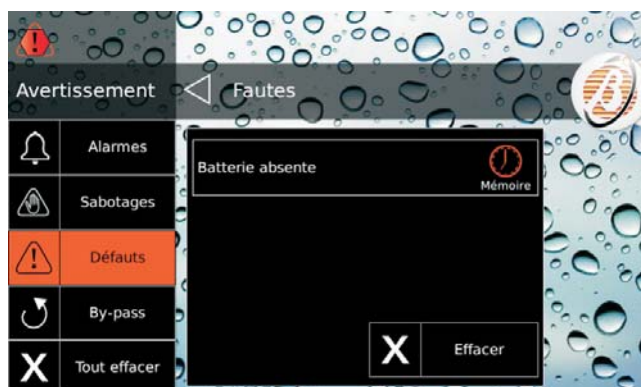 Avertissement
Fautes
Alarmes
Sabotages
Défauts
By-pass
X Tout effacer
Batterie absente
Mémoire
X Effacer